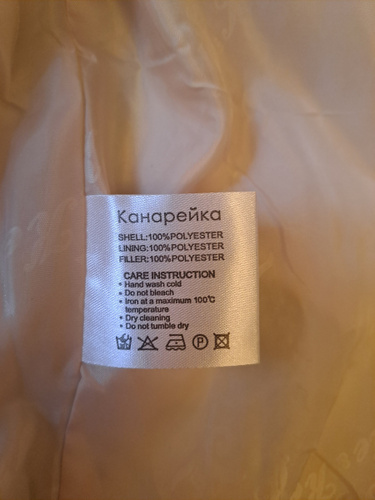 Канарейка
SHELL:100%POLYESTER
LINING:100%POLYESTER
FILLER:100%POLYESTER
CARE INSTRUCTION
• Hand wash cold
• Do not bleach
• Iron at a maximum 100℃
temperature
• Dry cleaning
• Do not tumble dry
P